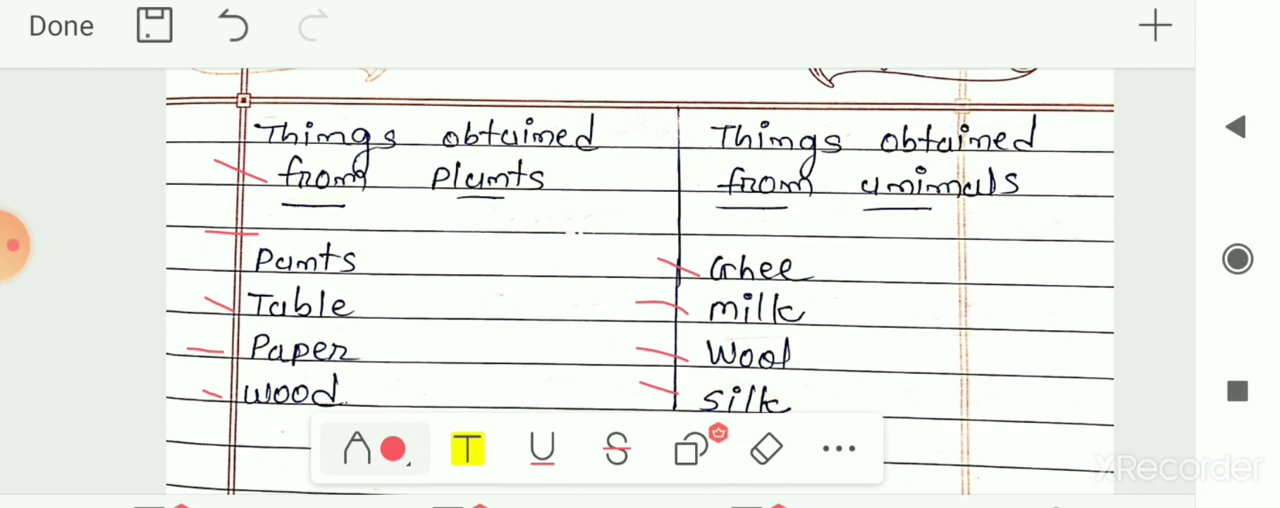 Done
Things obtained
from Plants
Things obtained
from animals
Pants
Table
Paper
Wood
Ghee
milk
Wool
silk
A
T
U
S
XRecorder